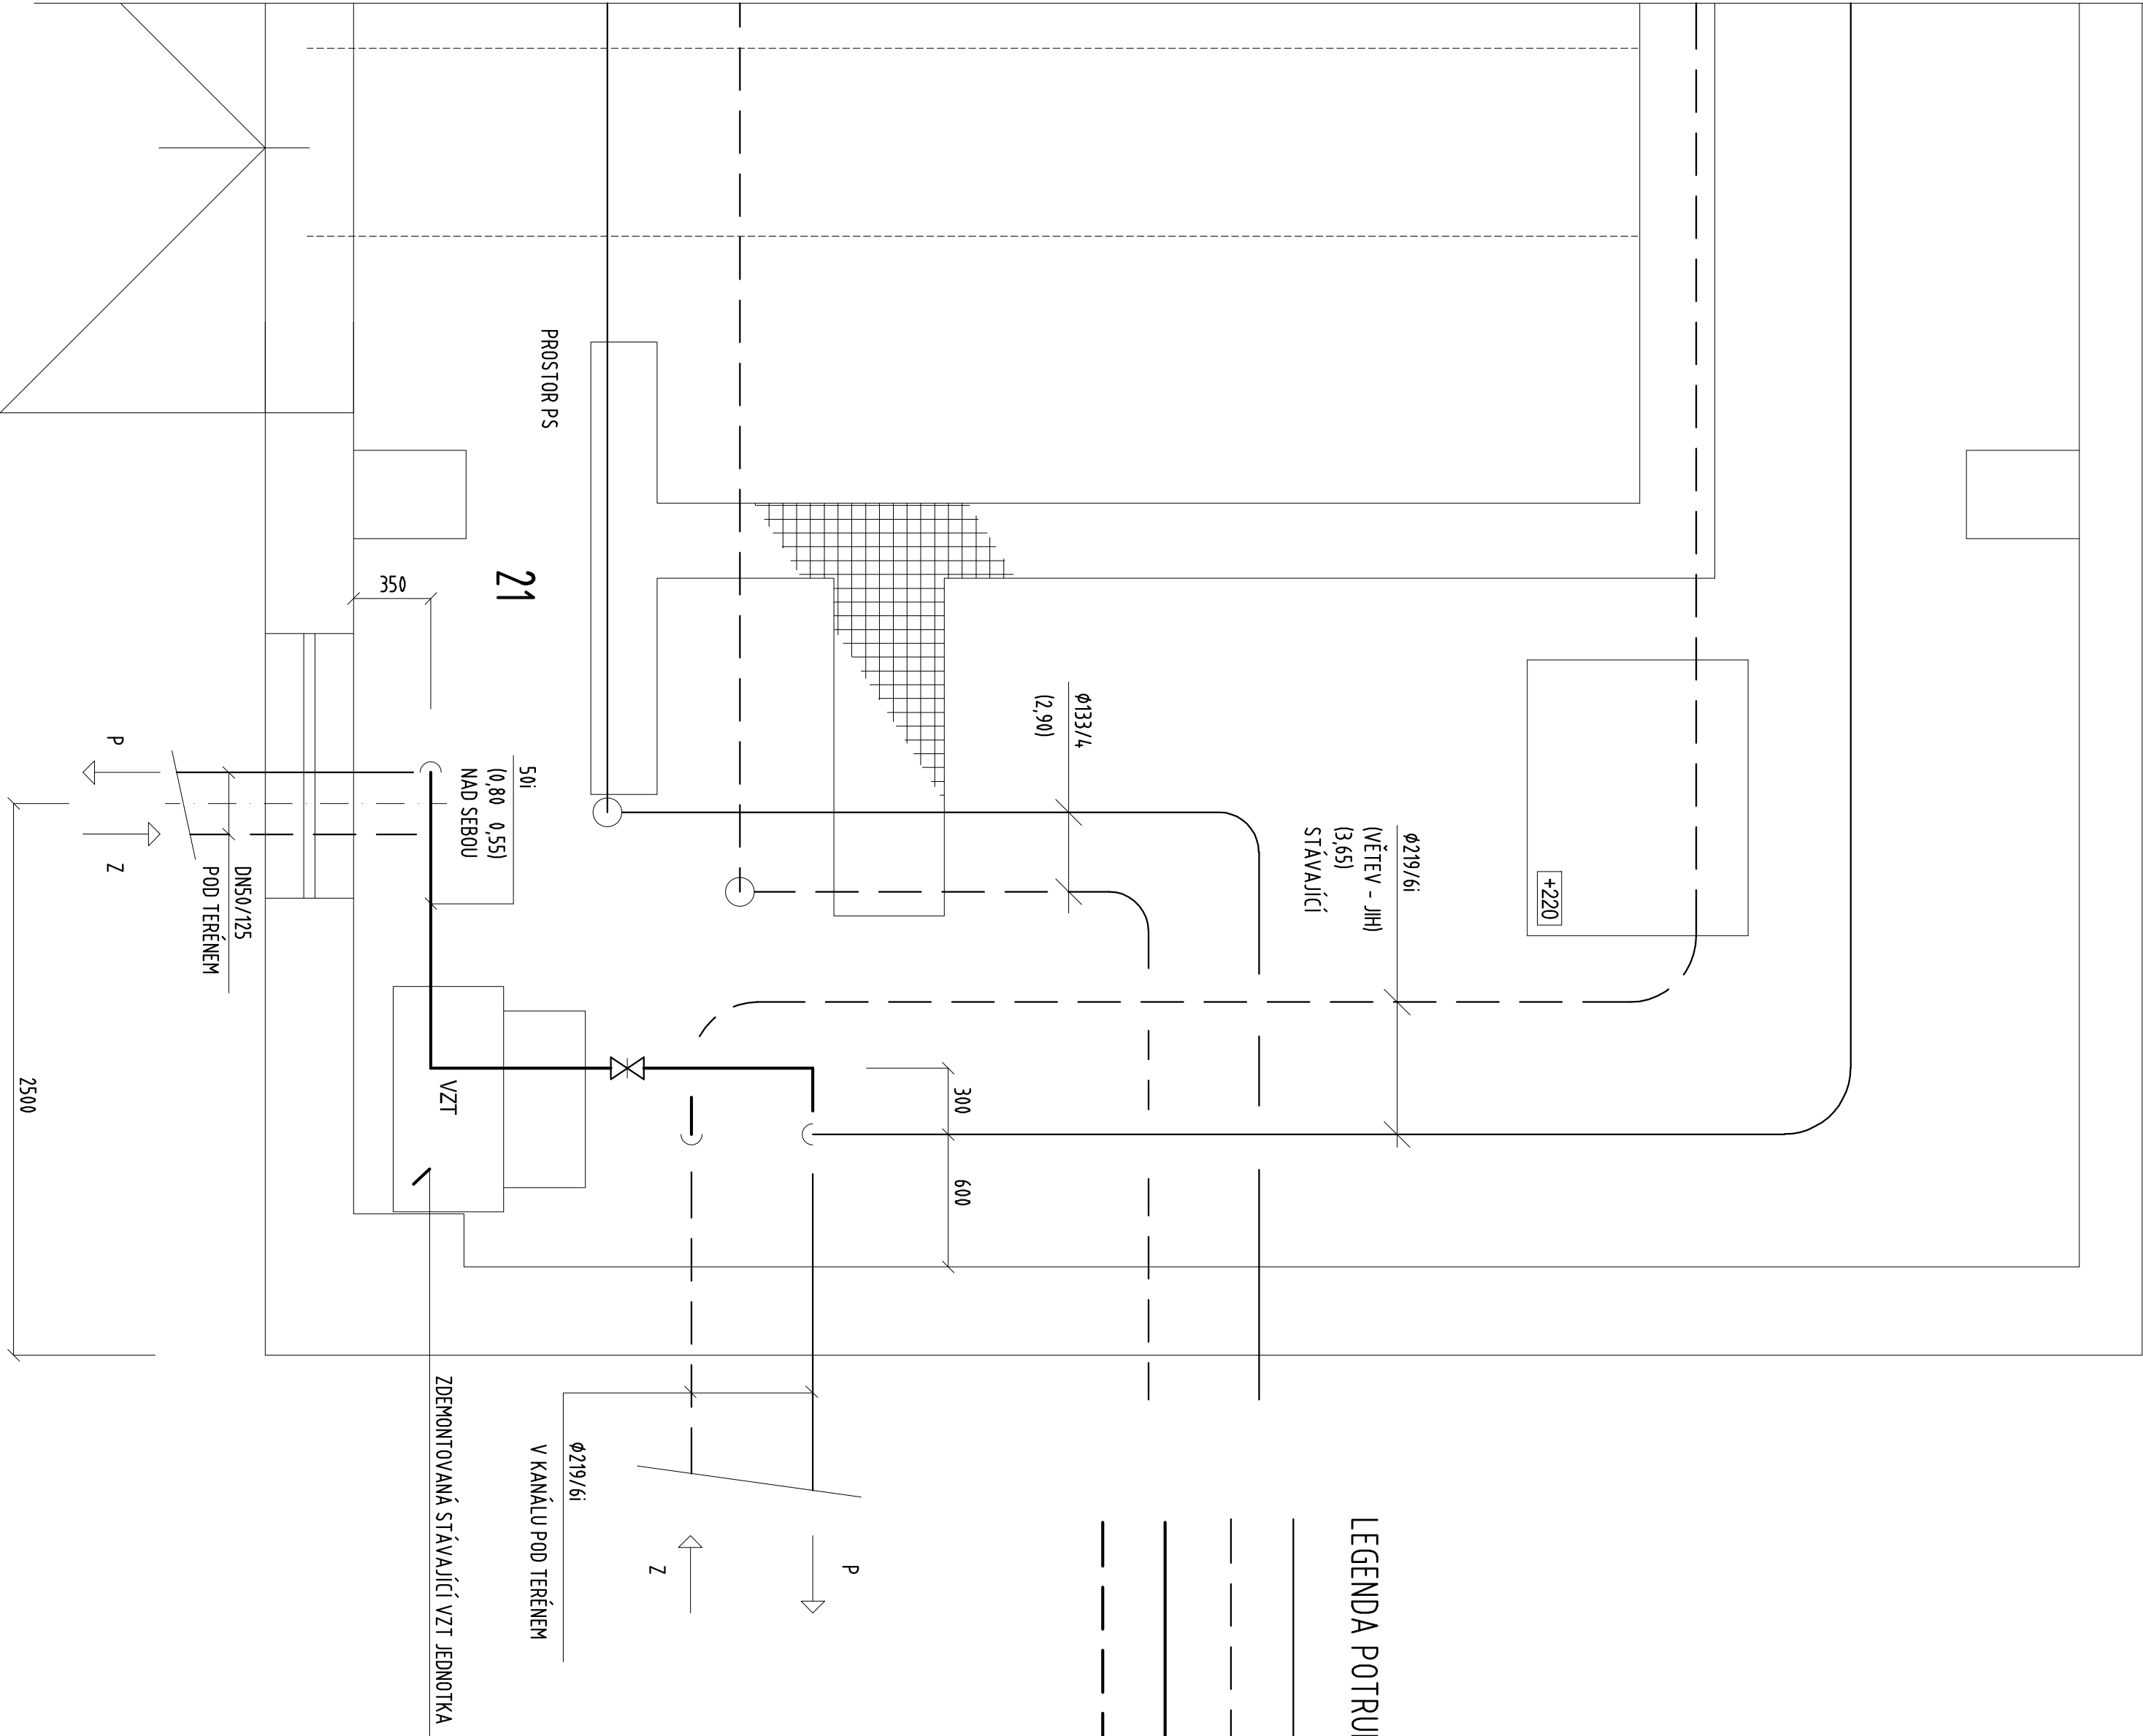 PROSTOR PS
21
350
Ø133/4
(2,90)
50i
(0,80 0,55)
NAD SEBOU
Ø219/6i
(VĚTEV - JIH)
(3,65)
STÁVAJÍCÍ
+220
P
Z
DN50/125
POD TERÉNEM
2500
VZT
300
600
ZDEMONTOVANÁ STÁVAJÍCÍ VZT JEDNOTKA
Ø219/6i
V KANÁLU POD TERÉNEM
P
Z
LEGENDA POTRU